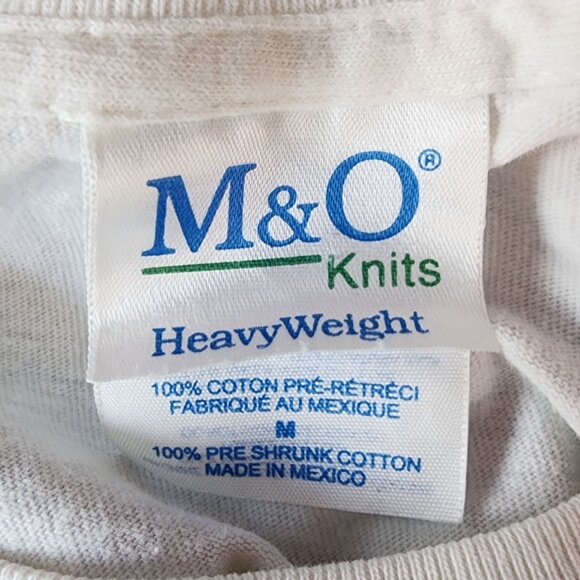 M&O®
Knits
HeavyWeight
100% COTON PRÉ-RÉTRÉCI
FABRIQUÉ AU MEXIQUE
M
100% PRE SHRUNK COTTON
MADE IN MEXICO